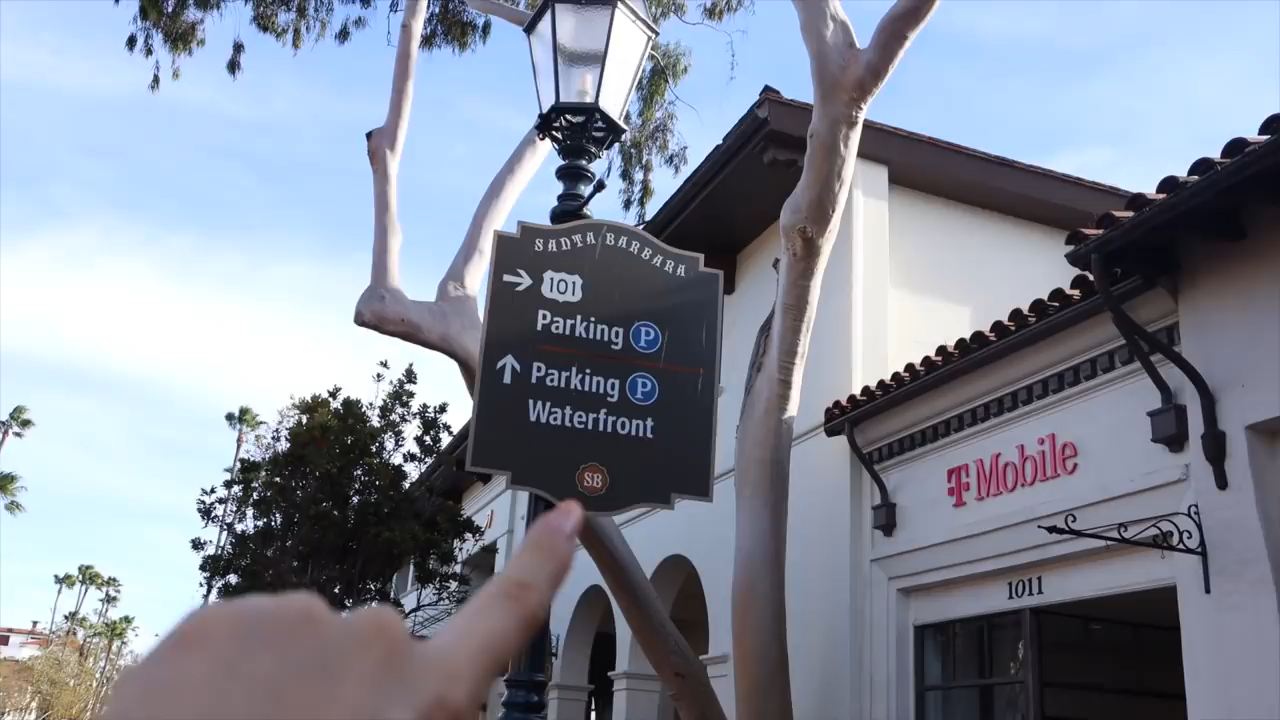 SANTA BARBARA
→ 101
Parking P
↑ Parking P
Waterfront
SB
T Mobile
1011